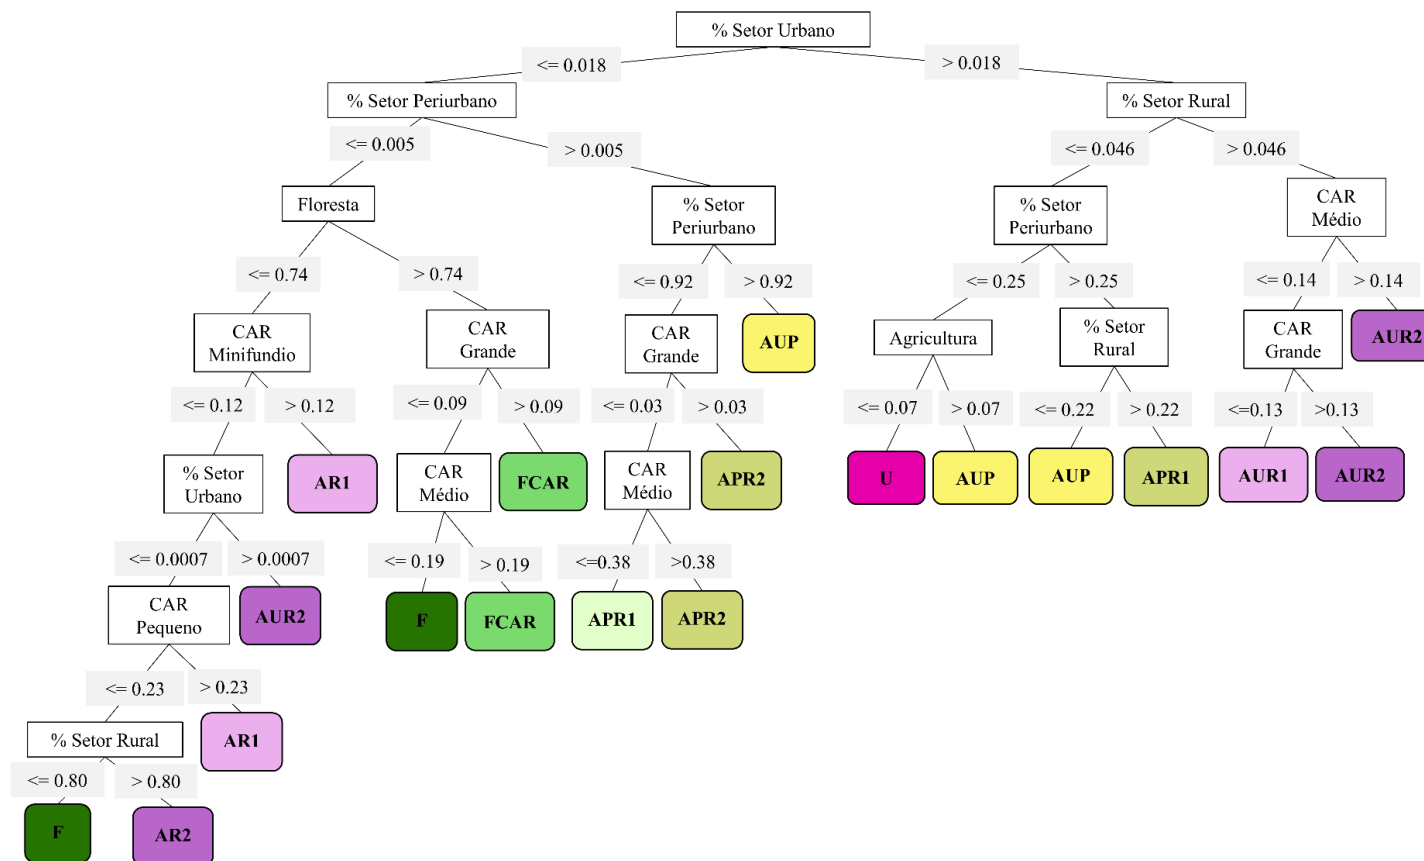 % Setor Urbano
<= 0.018
> 0.018
% Setor Periurbano
% Setor Rural
<= 0.005
> 0.005
<= 0.046
> 0.046
Floresta
% Setor
Periurbano
% Setor
Periurbano
CAR
Médio
<= 0.74
> 0.74
<= 0.92
> 0.92
<= 0.25
> 0.25
<= 0.14
> 0.14
CAR
Minifundio
CAR
Grande
CAR
Grande
AUP
Agricultura
% Setor
Rural
CAR
Grande
AUR2
<= 0.12
> 0.12
<= 0.09
> 0.09
<= 0.03
> 0.03
<= 0.07
> 0.07
<= 0.22
> 0.22
<=0.13
>0.13
% Setor
Urbano
AR1
CAR
Médio
FCAR
CAR
Médio
APR2
U
AUP
AUP
APR1
AUR1
AUR2
<= 0.0007
> 0.0007
<= 0.19
> 0.19
<=0.38
>0.38
CAR
Pequeno
AUR2
F
FCAR
APR1
APR2
<= 0.23
> 0.23
% Setor Rural
AR1
<= 0.80
> 0.80
F
AR2